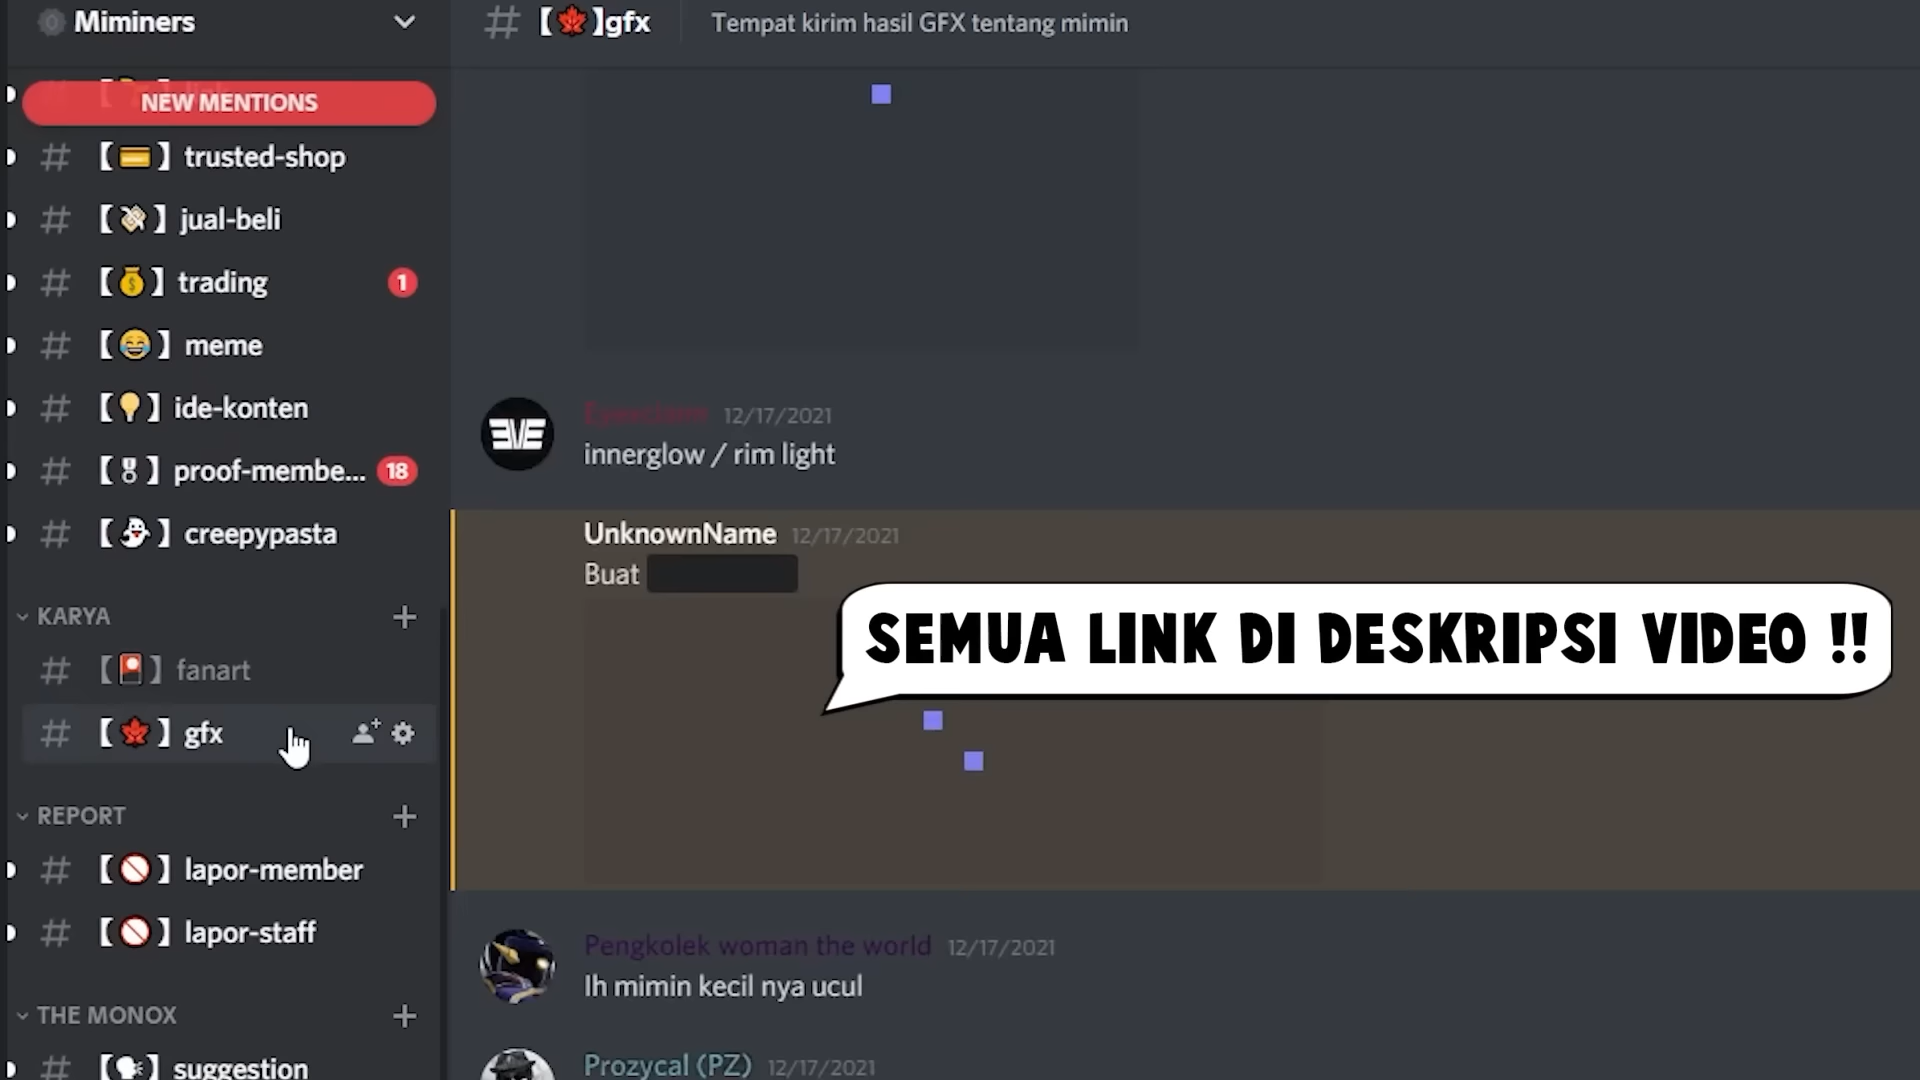 Miminers
NEW MENTIONS
【】trusted-shop
【】jual-beli
【】trading 1
【】meme
【】ide-konten
【】proof-membe... 18
【】creepypasta
KARYA
【】fanart
【】gfx
REPORT
【】lapor-member
【】lapor-staff
THE MONOX
【】suggestion
# 【】gfx Tempat kirim hasil GFX tentang mimin
12/17/2021
innerglow / rim light
UnknownName 12/17/2021
Buat
SEMUA LINK DI DESKRIPSI VIDEO !!
Pengkolek woman the world 12/17/2021
Ih mimin kecil nya ucul
Prozycal (PZ) 12/17/2021